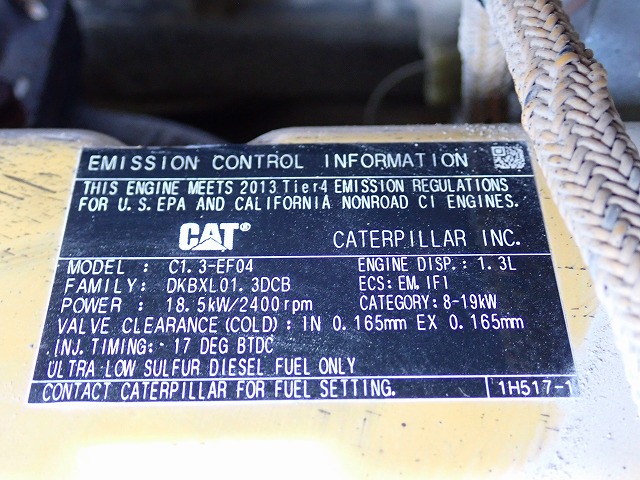 EMISSION CONTROL INFORMATION
THIS ENGINE MEETS 2013 Tier4 EMISSION REGULATIONS
FOR U.S.EPA AND CALIFORNIA NONROAD CI ENGINES.
CAT CATERPILLAR INC.
MODEL : C1.3-EF04 ENGINE DISP.: 1.3L
FAMILY: DKBXL01.3DCB ECS: EM.IFI
POWER : 18.5kW/2400rpm CATEGORY: 8-19kW
VALVE CLEARANCE(COLD): IN 0.165mm EX 0.165mm
INJ.TIMING: 17 DEG BTDC
ULTRA LOW SULFUR DIESEL FUEL ONLY
CONTACT CATERPILLAR FOR FUEL SETTING. 1H517-1